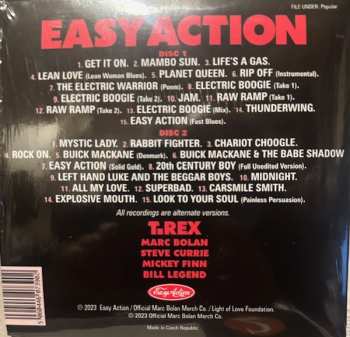 FILE UNDER: Popular
EASY ACTION
DISC 1
1. GET IT ON. 2. MAMBO SUN. 3. LIFE'S A GAS.
4. LEAN LOVE (Lean Woman Blues). 5. PLANET QUEEN. 6. RIP OFF (Instrumental).
7. THE ELECTRIC WARRIOR (Poem). 8. ELECTRIC BOOGIE (Take 1).
9. ELECTRIC BOOGIE (Take 2). 10. JAM. 11. RAW RAMP (Take 1).
12. RAW RAMP (Take 2). 13. ELECTRIC BOOGIE (Mix). 14. THUNDERWING.
15. EASY ACTION (Fast Blues).
DISC 2
1. MYSTIC LADY. 2. RABBIT FIGHTER. 3. CHARIOT CHOOGLE.
4. ROCK ON. 5. BUICK MACKANE (Denmark). 6. BUICK MACKANE & THE BABE SHADOW
7. EASY ACTION (Solid Gold). 8. 20th CENTURY BOY (Full Unedited Version).
9. LEFT HAND LUKE AND THE BEGGAR BOYS. 10. MIDNIGHT.
11. ALL MY LOVE. 12. SUPERBAD. 13. CARSMILE SMITH.
14. EXPLOSIVE MOUTH. 15. LOOK TO YOUR SOUL (Painless Persuasion).
All recordings are alternate versions.
T.REX
MARC BOLAN
STEVE CURRIE
MICKEY FINN
BILL LEGEND
Easy Action
℗ 2023 Easy Action / Official Marc Bolan Merch Co. / Light of Love Foundation.
© 2023 Official Marc Bolan Merch Co.
Made in Czech Republic